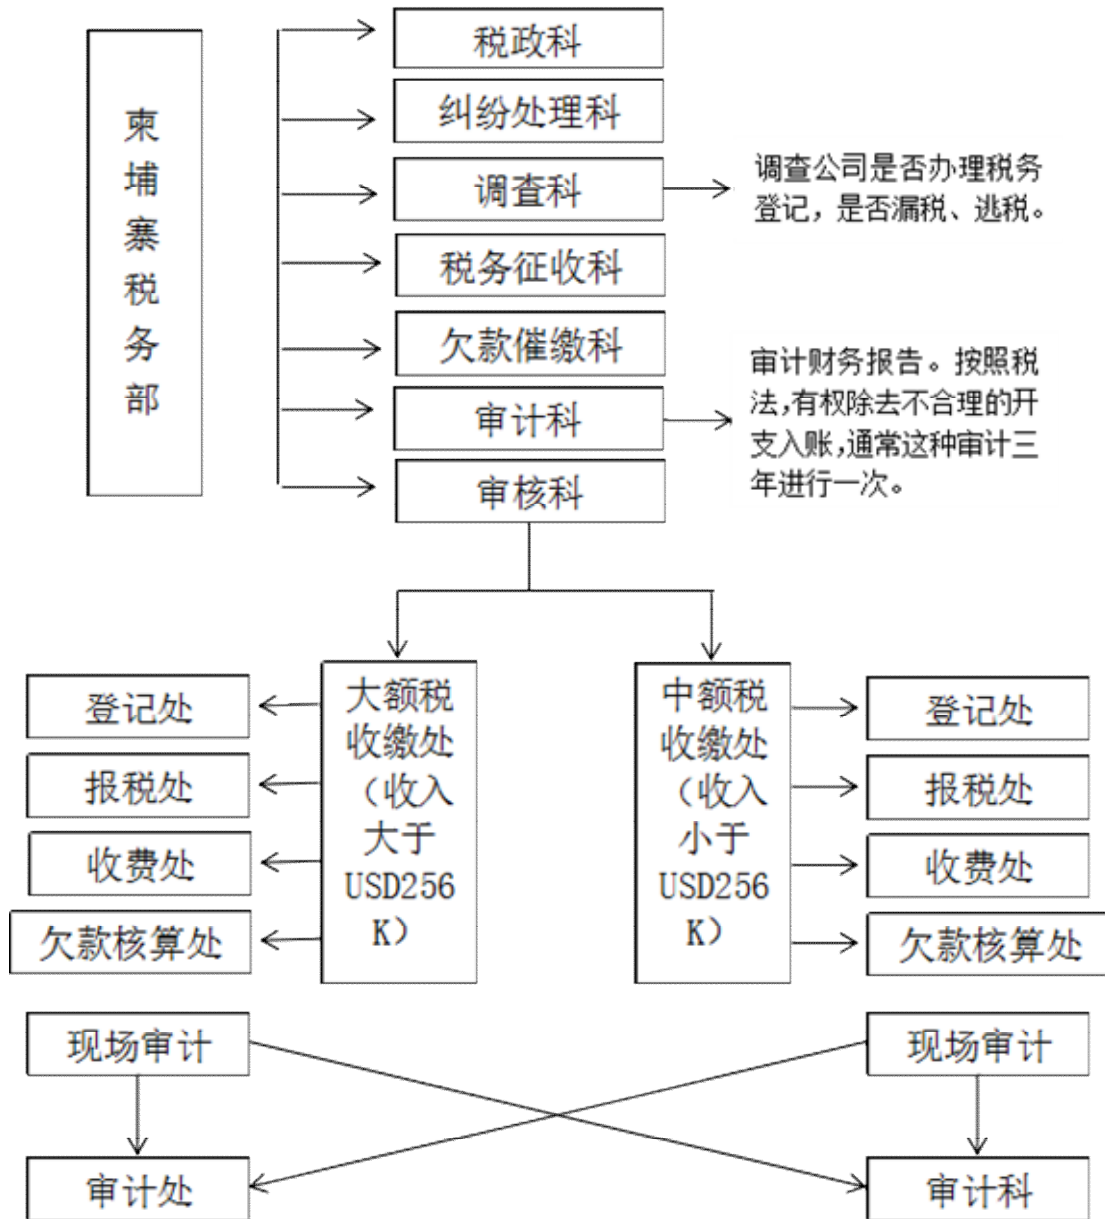 柬
埔
寨
税
务
部
税政科
纠纷处理科
调查科
调查公司是否办理税务
登记，是否漏税、逃税。
税务征收科
欠款催缴科
审计科
审计财务报告。按照税
法，有权除去不合理的开
支入账，通常这种审计三
年进行一次。
审核科
大额税
收缴处
（收入
大于
USD256
K）
中额税
收缴处
（收入
小于
USD256
K）
登记处
报税处
收费处
欠款核算处
登记处
报税处
收费处
欠款核算处
现场审计
现场审计
审计处
审计科